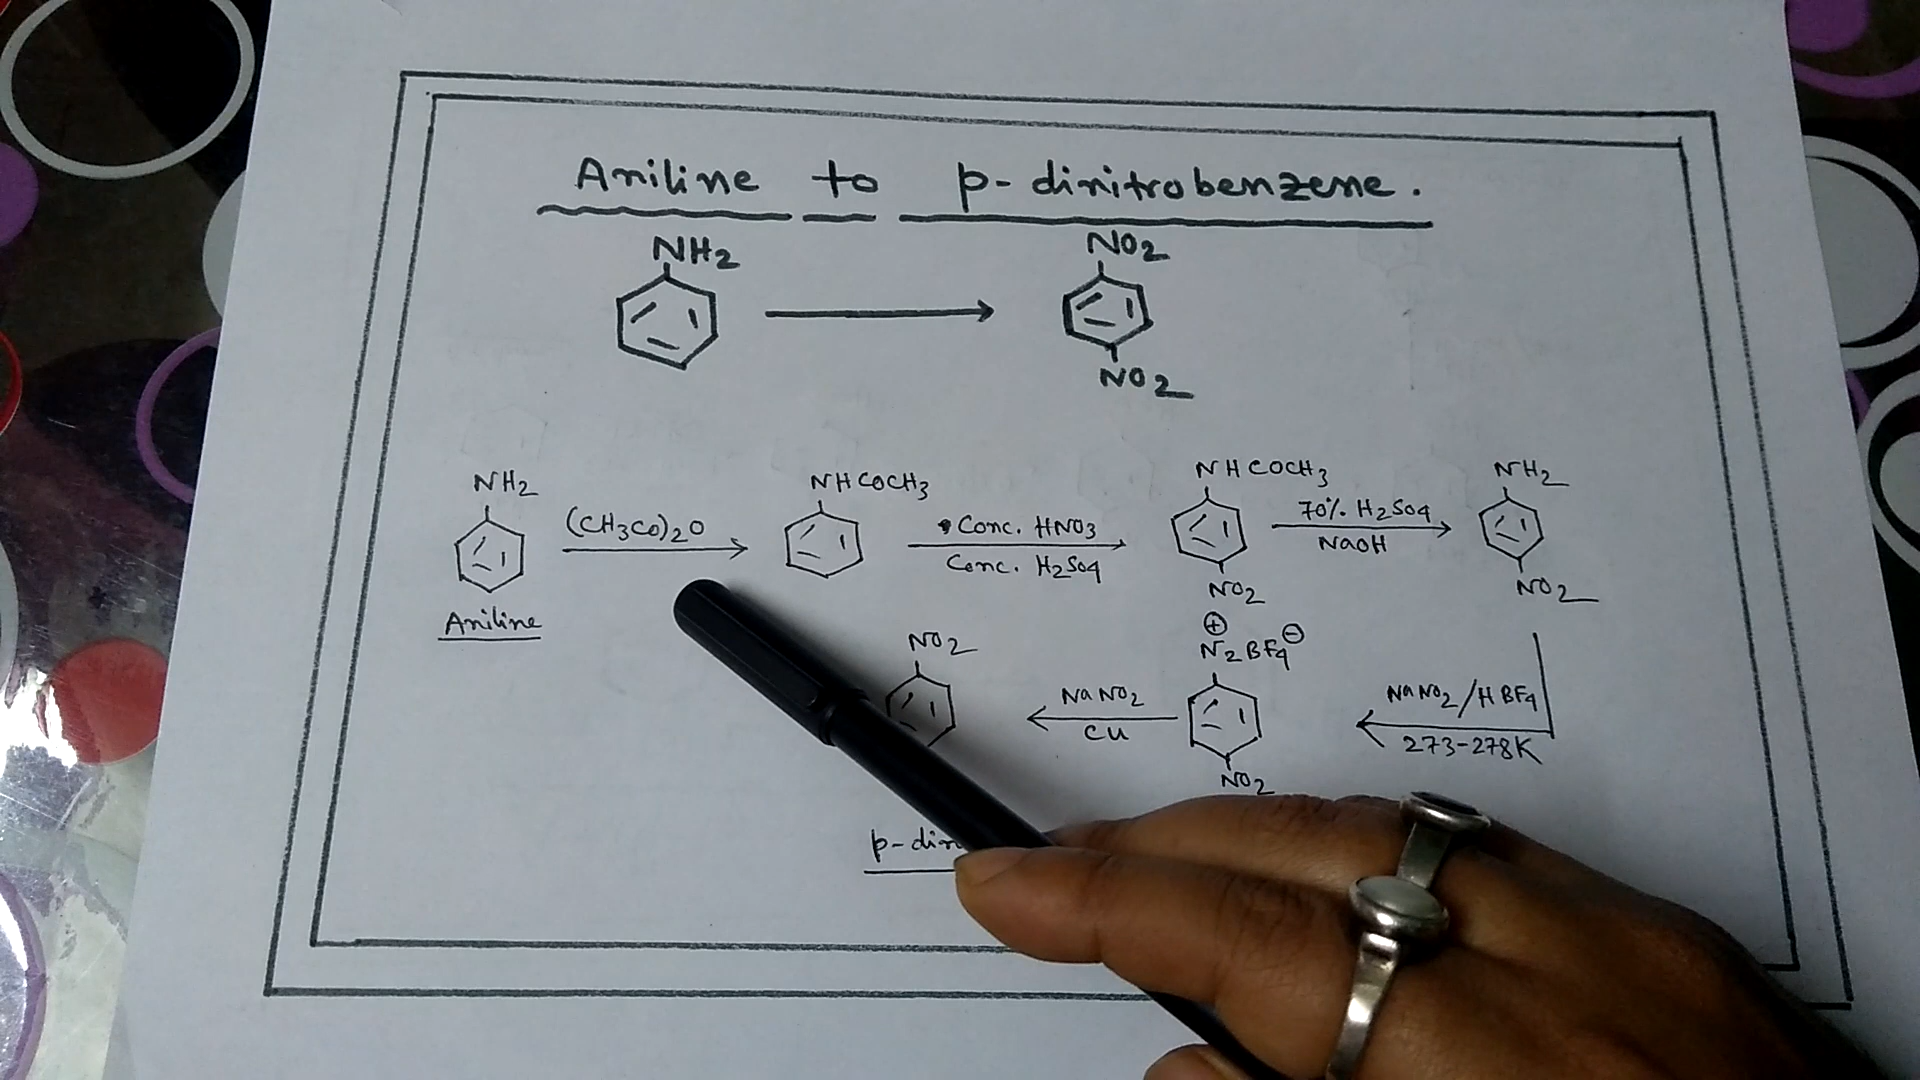 Aniline to p-dinitrobenzene.
NH2
NO2
NO2
NH2
(CH3CO)2O
Aniline
NHCOCH3
Conc. HNO3
Conc. H2SO4
NHCOCH3
NO2
70% H2SO4
NaOH
NH2
NO2
NaNO2/HBF4
273-278K
⊕ ⊖
N2BF4
NO2
NaNO2
Cu
NO2